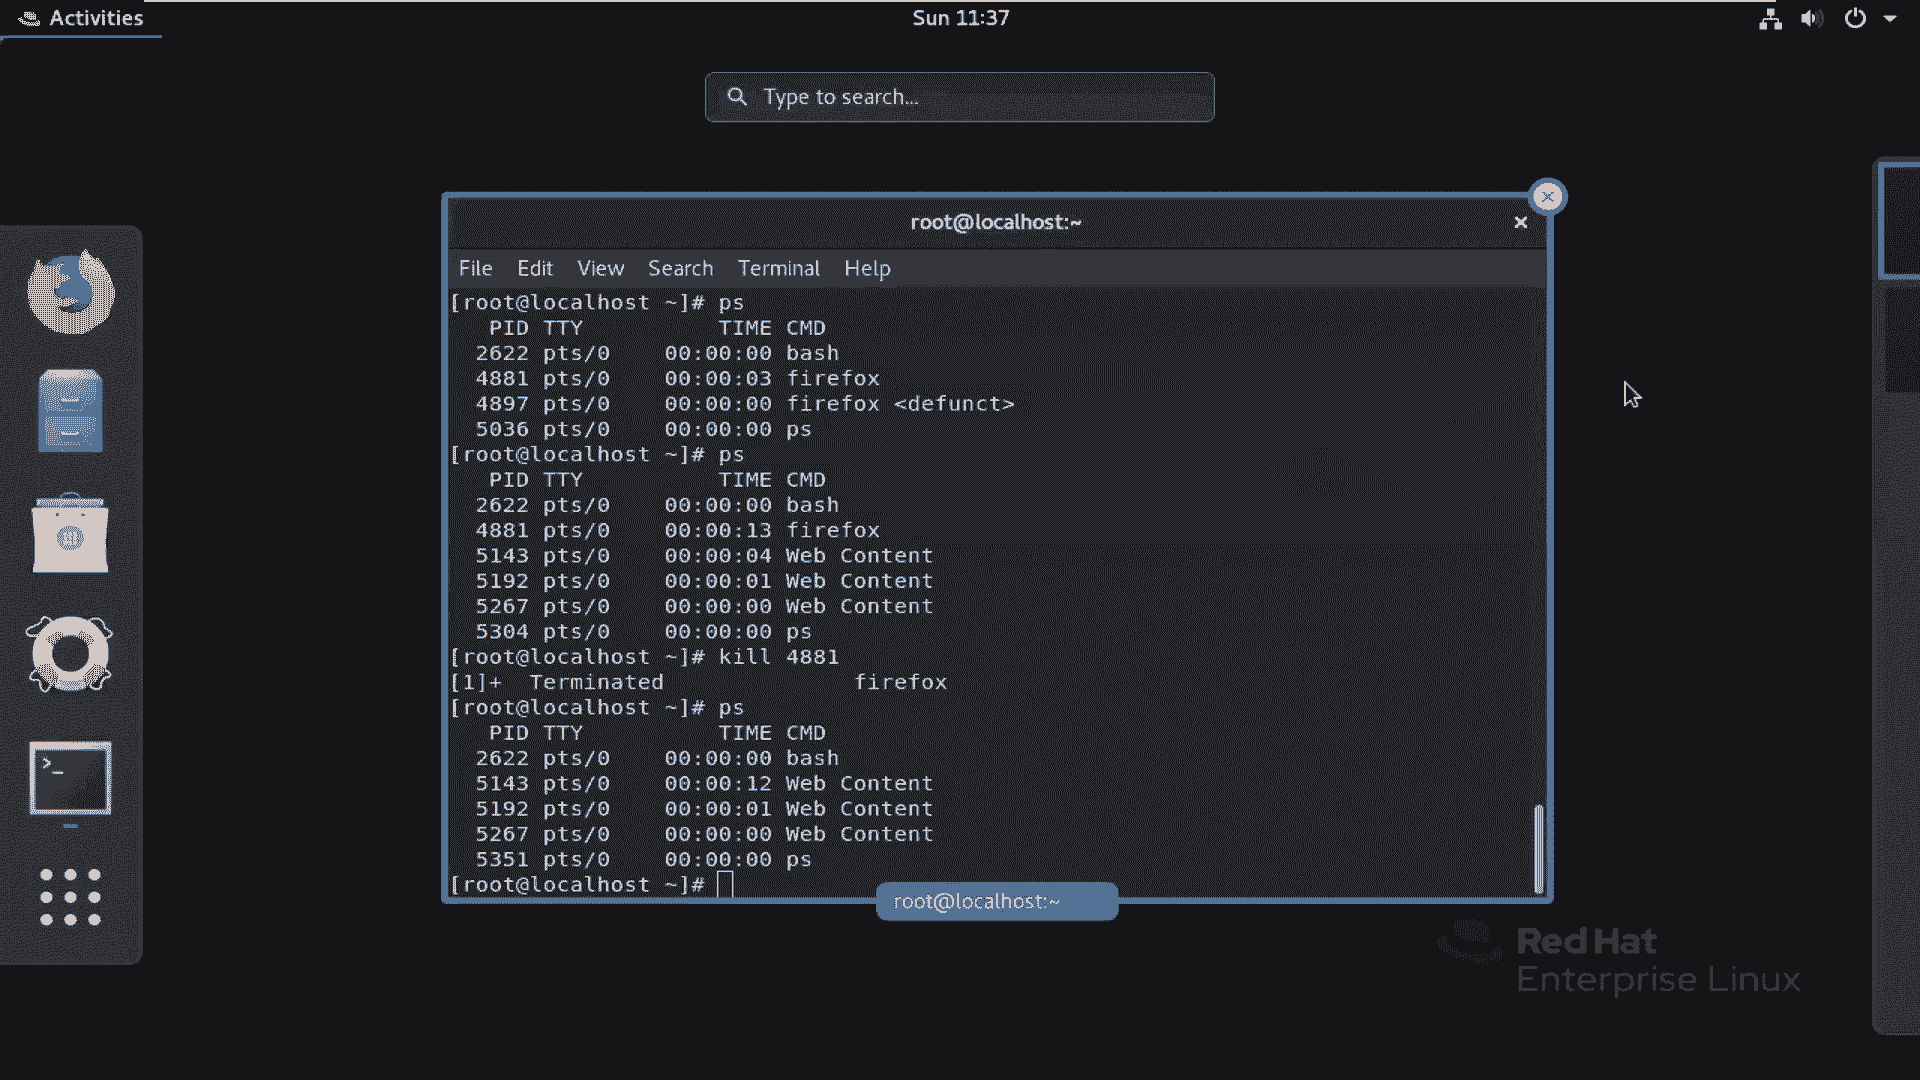 Activities
Sun 11:37
Type to search...
root@localhost:~
File Edit View Search Terminal Help
[root@localhost ~]# ps
PID TTY TIME CMD
2622 pts/0 00:00:00 bash
4881 pts/0 00:00:03 firefox
4897 pts/0 00:00:00 firefox <defunct>
5036 pts/0 00:00:00 ps
[root@localhost ~]# ps
PID TTY TIME CMD
2622 pts/0 00:00:00 bash
4881 pts/0 00:00:13 firefox
5143 pts/0 00:00:04 Web Content
5192 pts/0 00:00:01 Web Content
5267 pts/0 00:00:00 Web Content
5304 pts/0 00:00:00 ps
[root@localhost ~]# kill 4881
[1]+ Terminated firefox
[root@localhost ~]# ps
PID TTY TIME CMD
2622 pts/0 00:00:00 bash
5143 pts/0 00:00:12 Web Content
5192 pts/0 00:00:01 Web Content
5267 pts/0 00:00:00 Web Content
5351 pts/0 00:00:00 ps
[root@localhost ~]#
root@localhost:~
Red Hat
Enterprise Linux